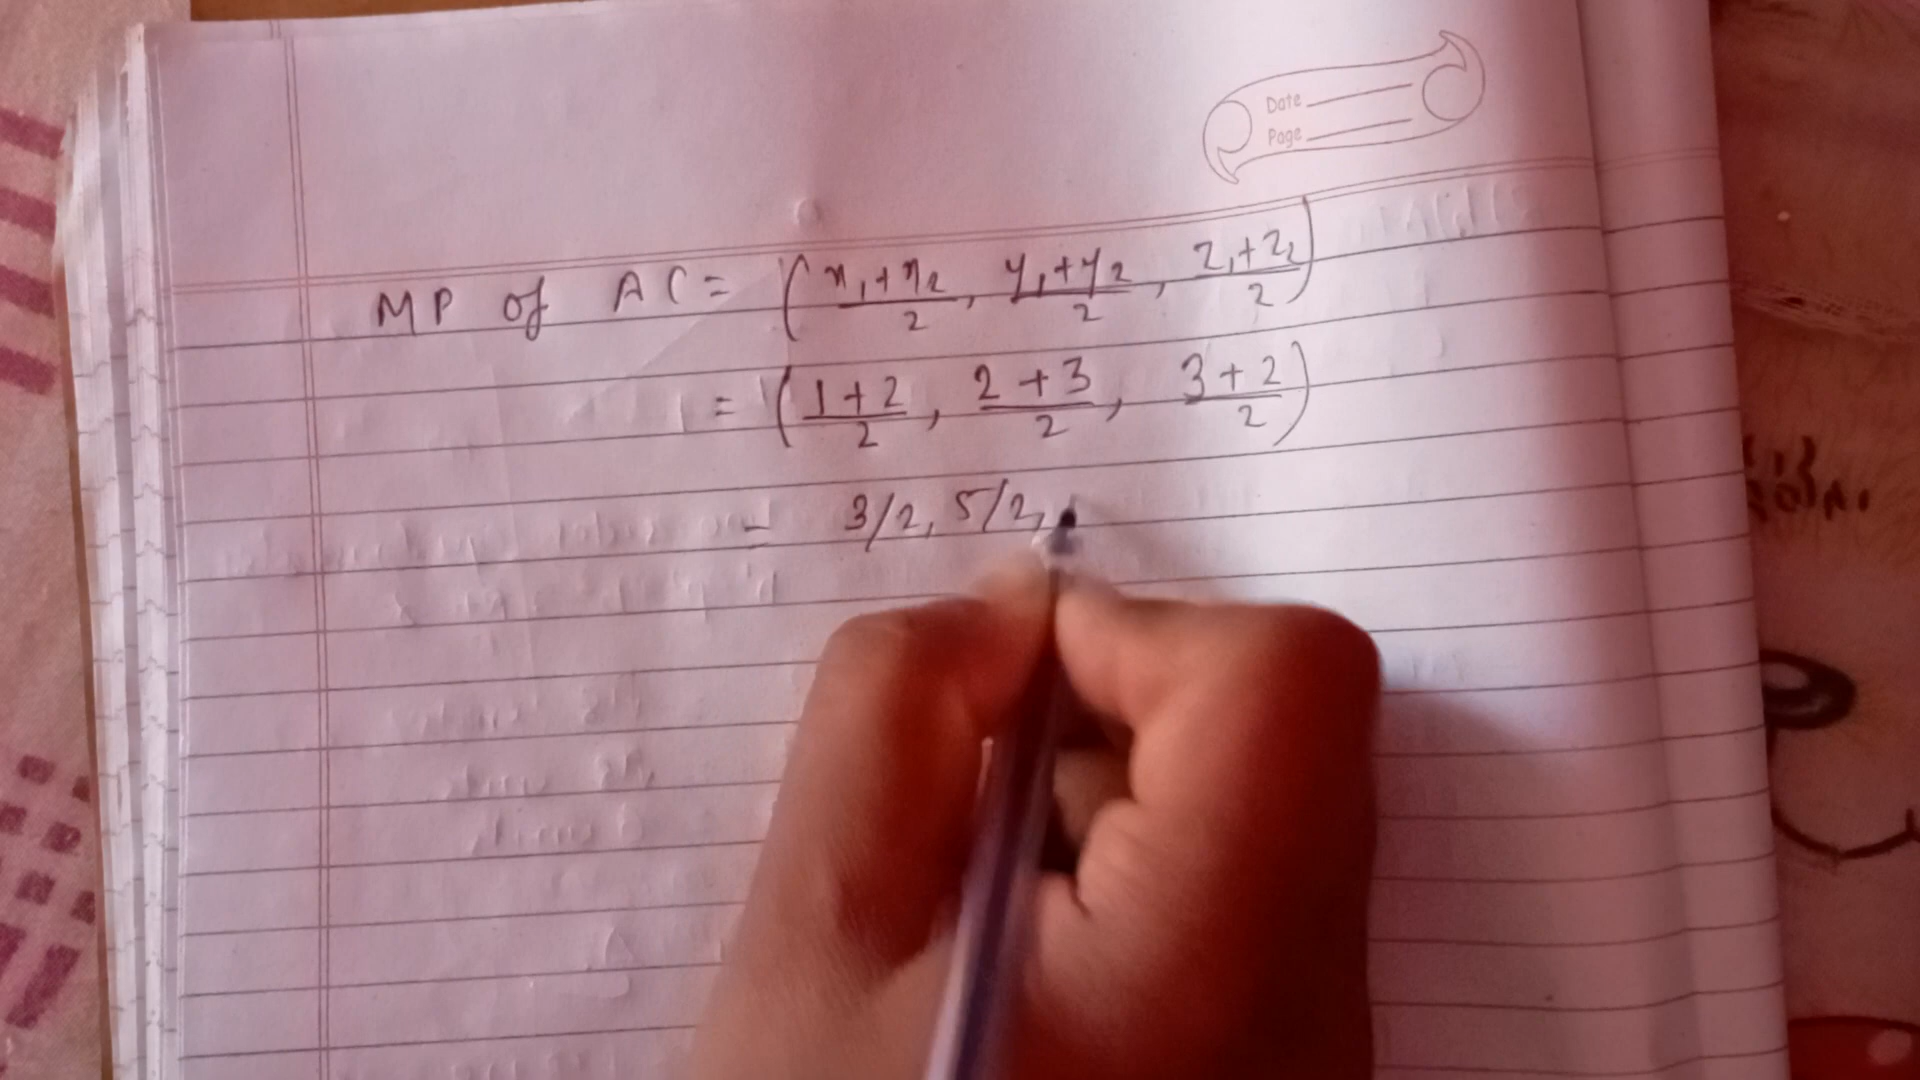 Date
Page
MP of AC = (x₁+x₂/2, y₁+y₂/2, z₁+z₂/2)
= (1+2/2, 2+3/2, 3+2/2)
= 3/2, 5/2,